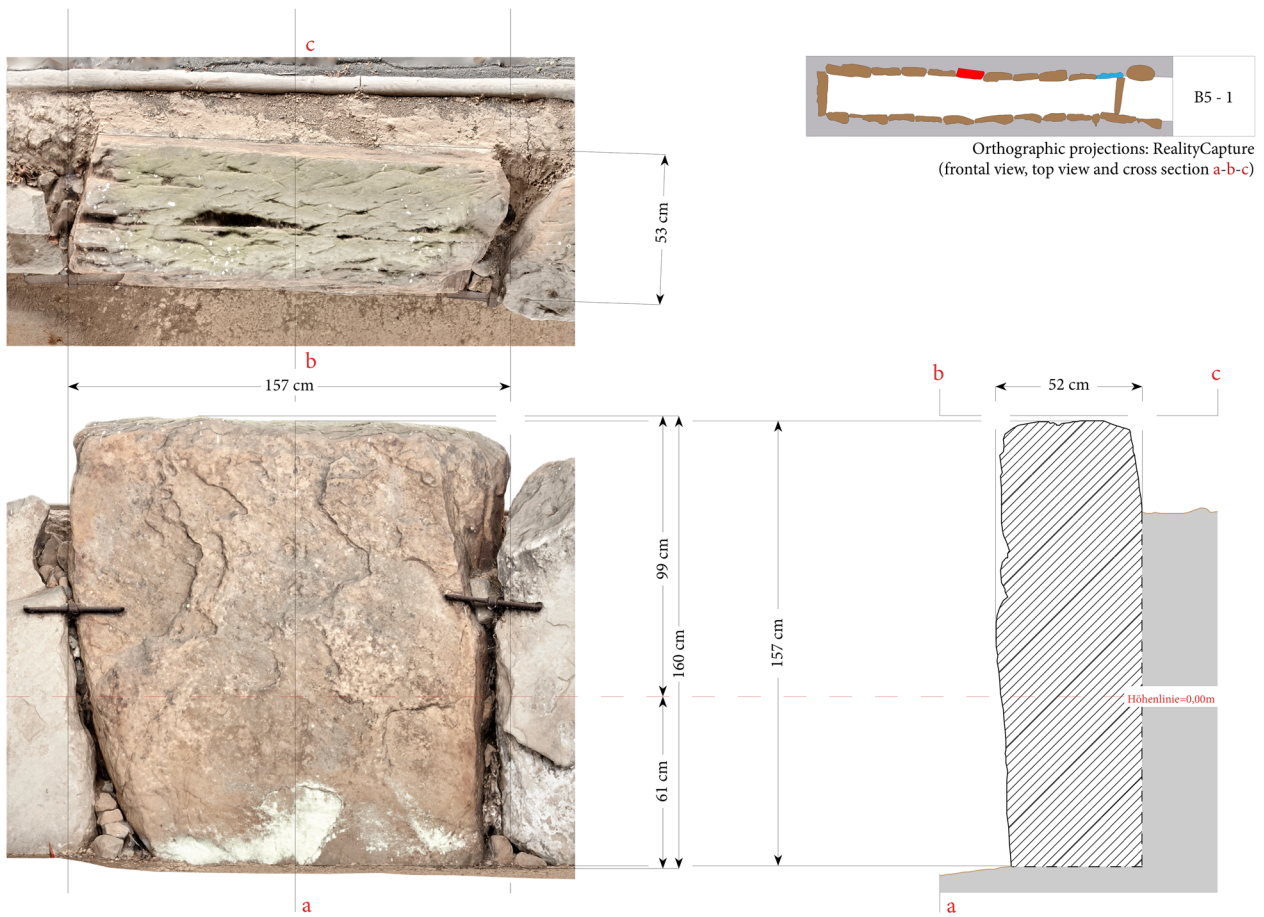 c
53 cm
b
157 cm
99 cm
160 cm
61 cm
157 cm
a
B5 - 1
Orthographic projections: RealityCapture
(frontal view, top view and cross section a-b-c)
b
52 cm
c
Höhenlinie=0,00m
a